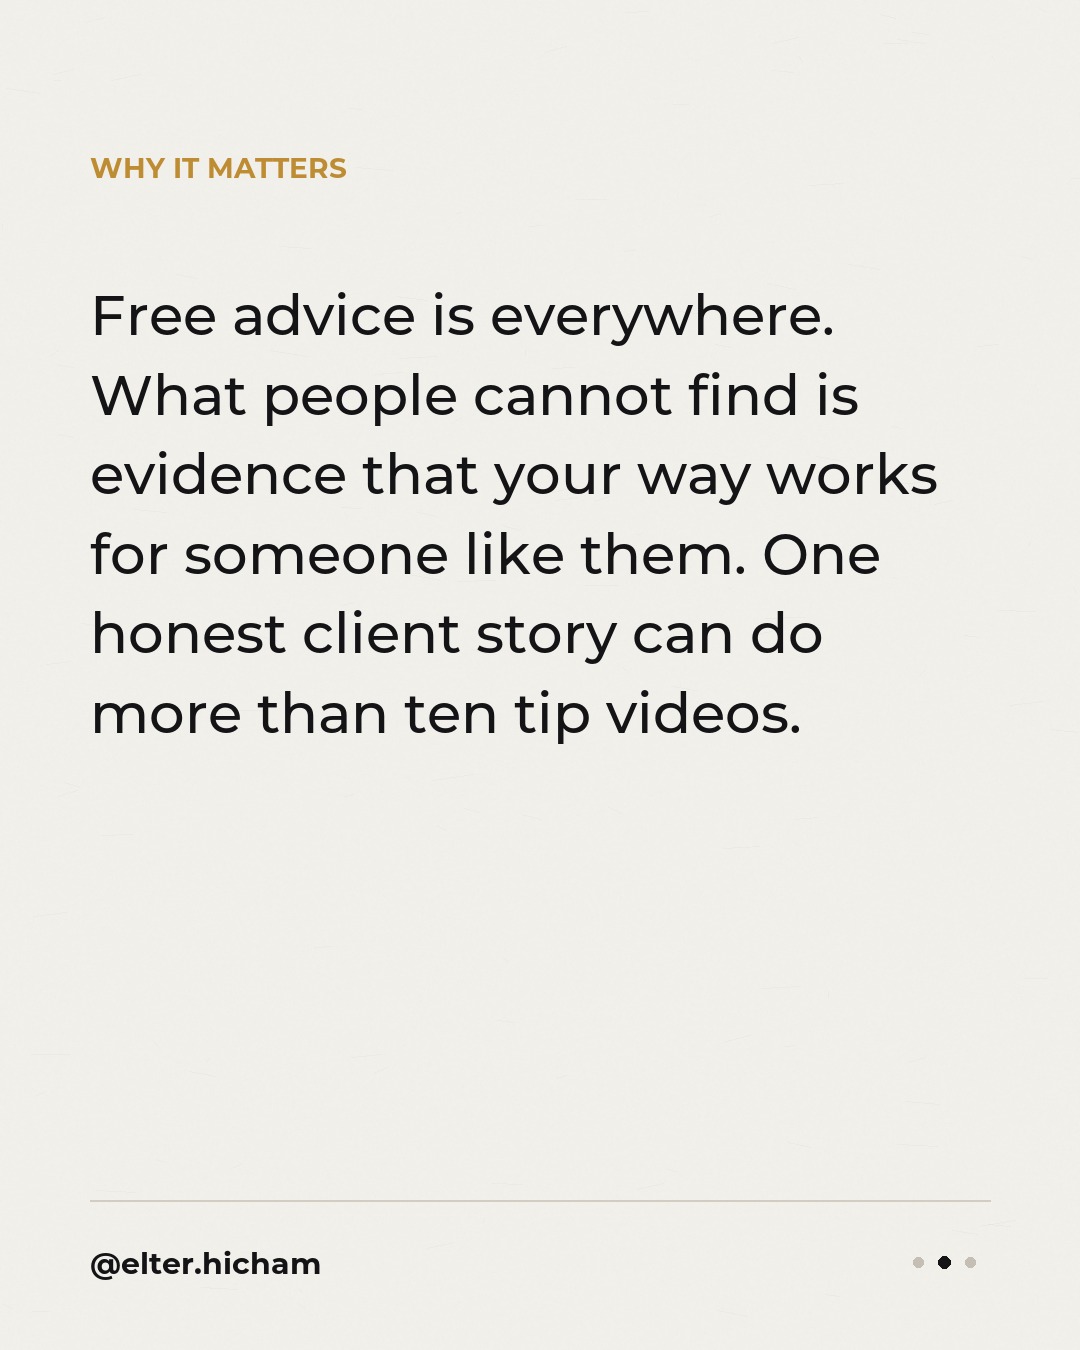 WHY IT MATTERS
Free advice is everywhere.
What people cannot find is
evidence that your way works
for someone like them. One
honest client story can do
more than ten tip videos.
@elter.hicham